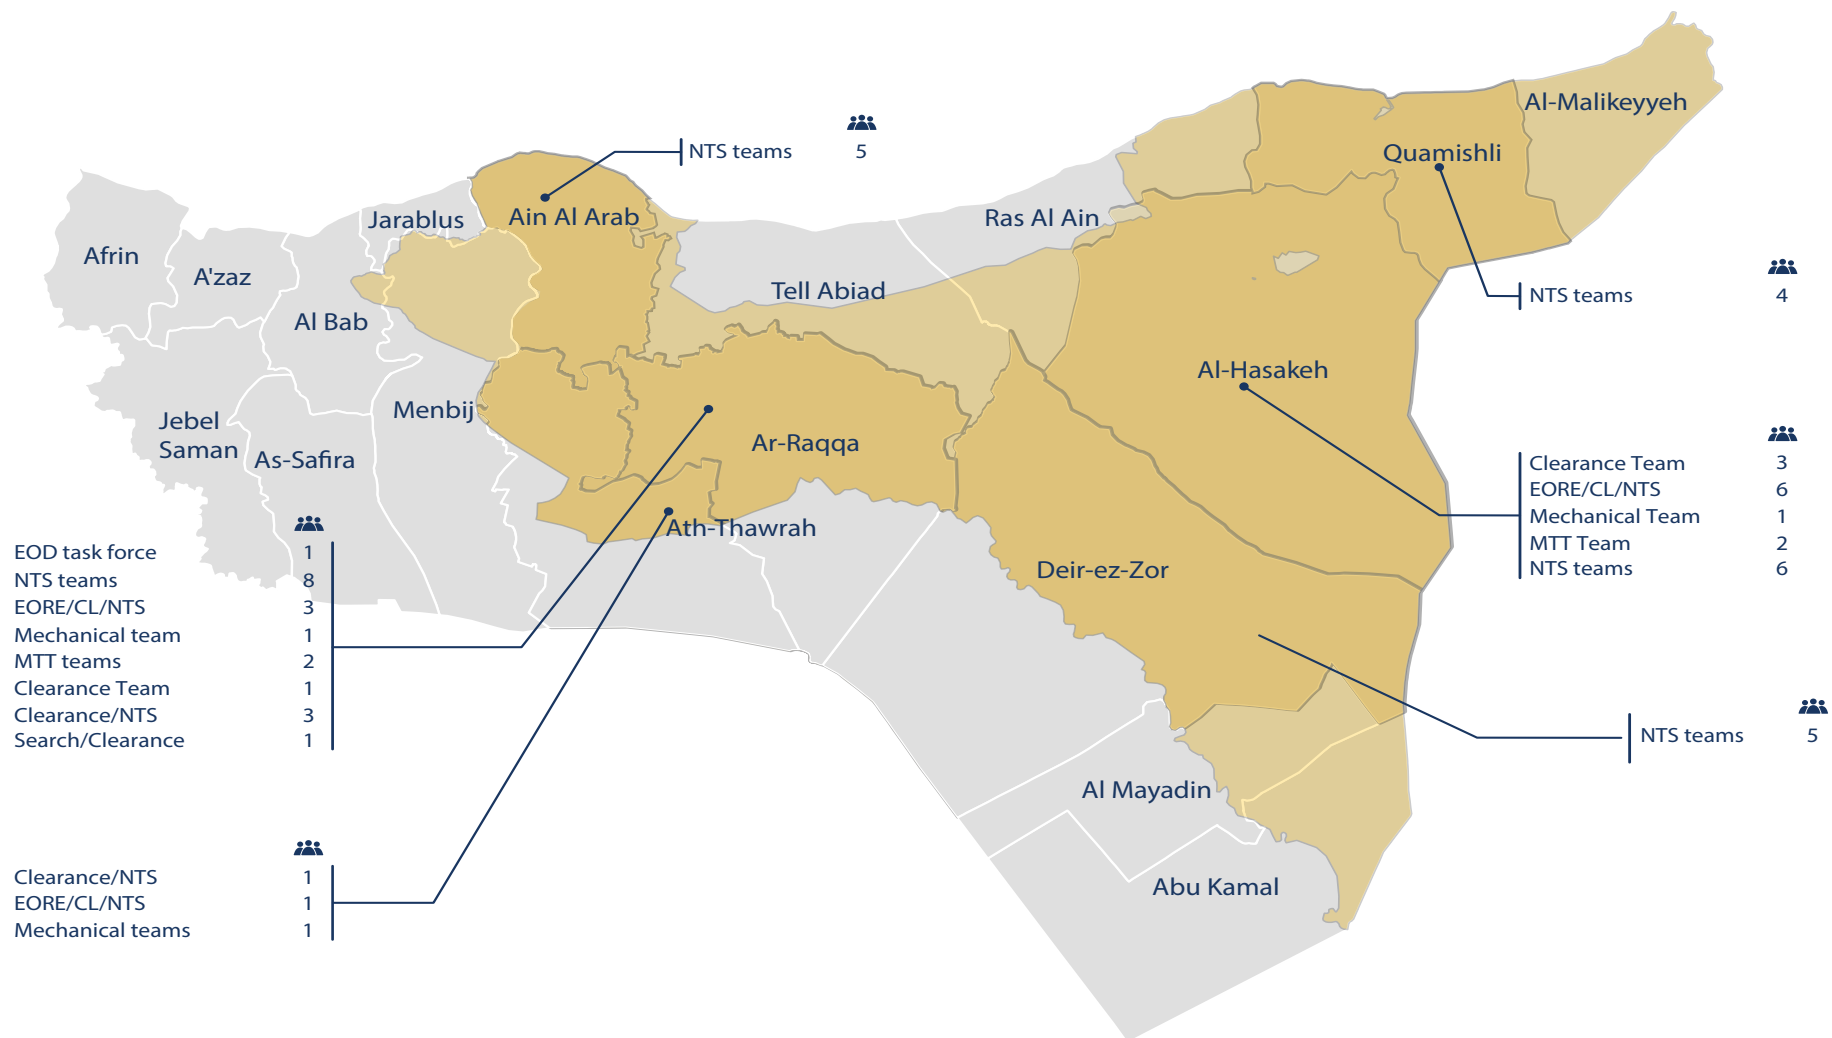 Al-Malikeyyeh
NTS teams 5
Quamishli
Jarablus
Ain Al Arab
Ras Al Ain
Afrin
A'zaz
Tell Abiad
NTS teams 4
Al Bab
Al-Hasakeh
Menbij
Jebel
Saman
As-Safira
Ar-Raqqa
Clearance Team 3
EORE/CL/NTS 6
Mechanical Team 1
MTT Team 2
NTS teams 6
Ath-Thawrah
Deir-ez-Zor
EOD task force 1
NTS teams 8
EORE/CL/NTS 3
Mechanical team 1
MTT teams 2
Clearance Team 1
Clearance/NTS 3
Search/Clearance 1
NTS teams 5
Al Mayadin
Abu Kamal
Clearance/NTS 1
EORE/CL/NTS 1
Mechanical teams 1